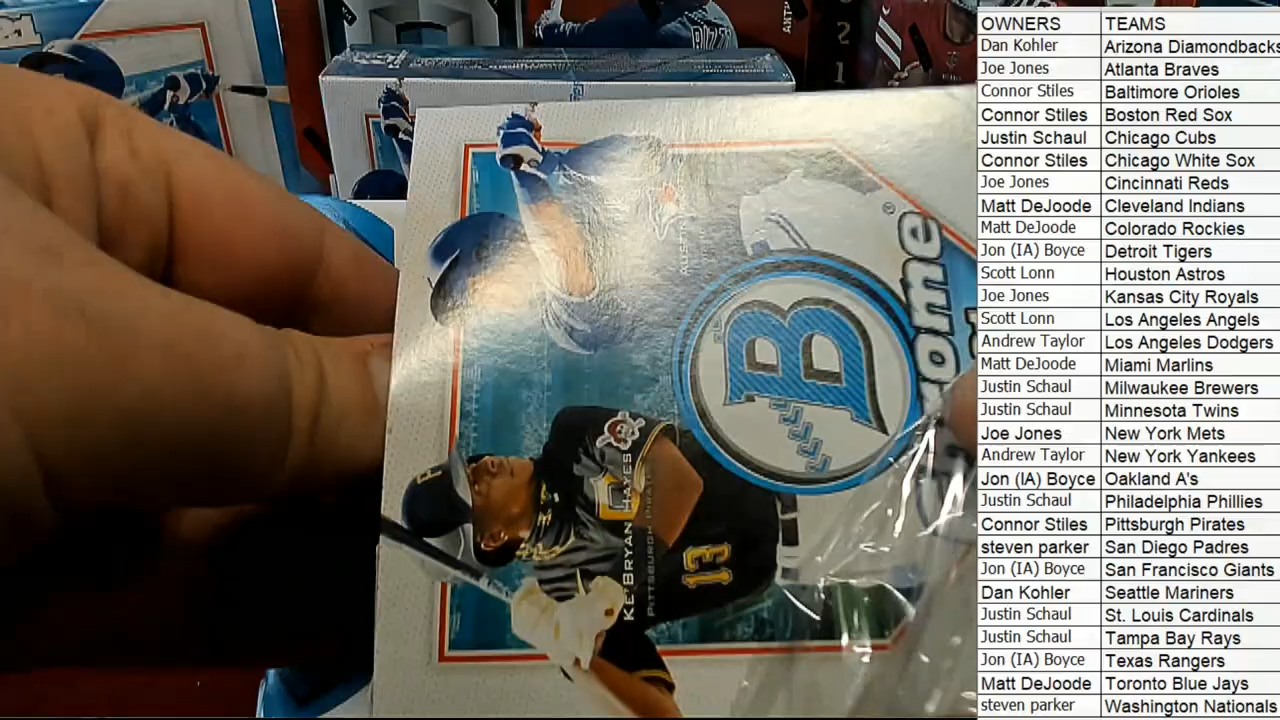 OWNERS TEAMS
Dan Kohler Arizona Diamondbacks
Joe Jones Atlanta Braves
Connor Stiles Baltimore Orioles
Connor Stiles Boston Red Sox
Justin Schaul Chicago Cubs
Connor Stiles Chicago White Sox
Joe Jones Cincinnati Reds
Matt DeJoode Cleveland Indians
Matt DeJoode Colorado Rockies
Jon (IA) Boyce Detroit Tigers
Scott Lonn Houston Astros
Joe Jones Kansas City Royals
Scott Lonn Los Angeles Angels
Andrew Taylor Los Angeles Dodgers
Matt DeJoode Miami Marlins
Justin Schaul Milwaukee Brewers
Justin Schaul Minnesota Twins
Joe Jones New York Mets
Andrew Taylor New York Yankees
Jon (IA) Boyce Oakland A's
Justin Schaul Philadelphia Phillies
Connor Stiles Pittsburgh Pirates
steven parker San Diego Padres
Jon (IA) Boyce San Francisco Giants
Dan Kohler Seattle Mariners
Justin Schaul St. Louis Cardinals
Justin Schaul Tampa Bay Rays
Jon (IA) Boyce Texas Rangers
Matt DeJoode Toronto Blue Jays
steven parker Washington Nationals
B
KE'BRYAN HAYES
PITTSBURGH PIRATES
13
AUSTIN